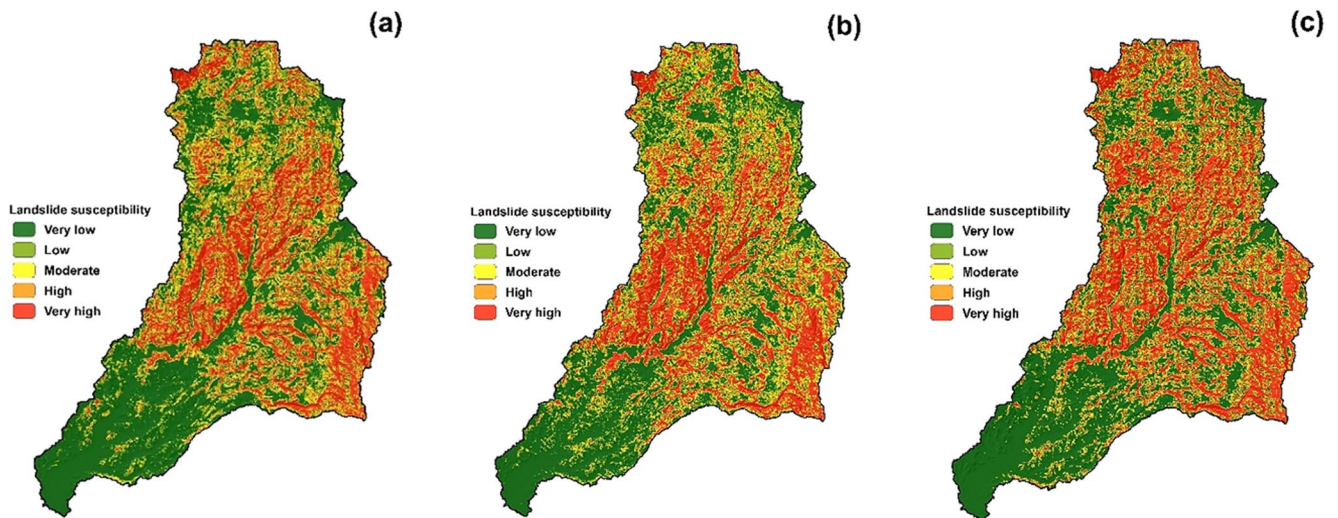 (a)
Landslide susceptibility
Very low
Low
Moderate
High
Very high
(b)
Landslide susceptibility
Very low
Low
Moderate
High
Very high
(c)
Landslide susceptibility
Very low
Low
Moderate
High
Very high